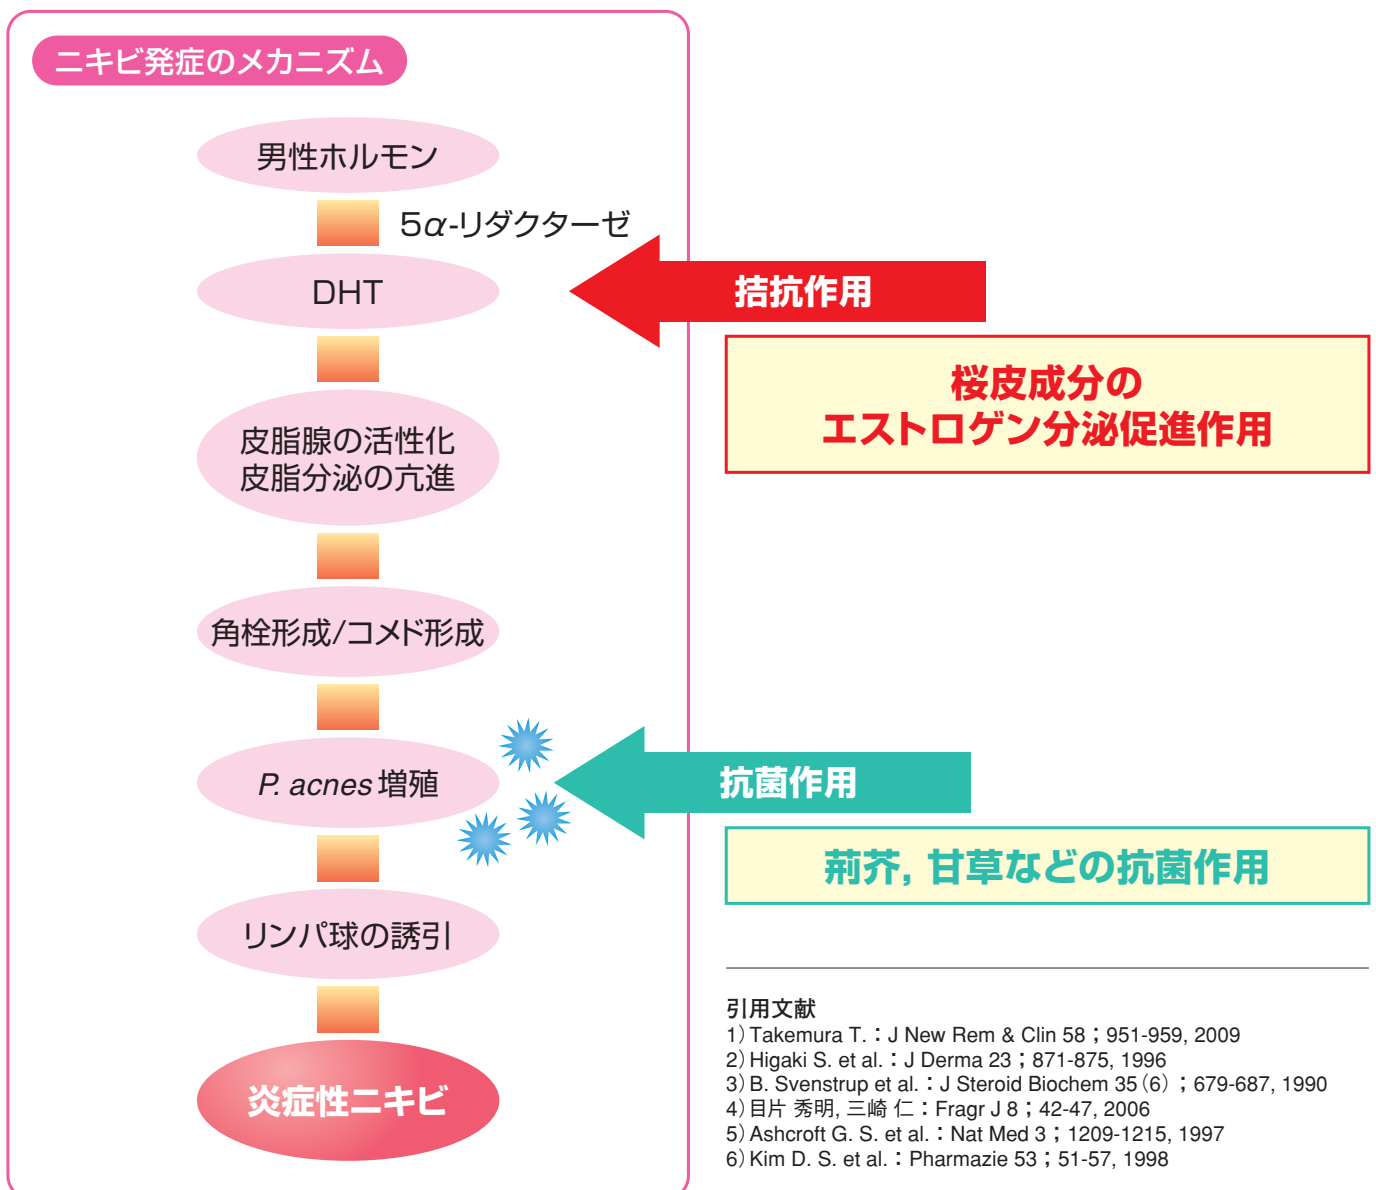 ニキビ発症のメカニズム
男性ホルモン
5α-リダクターゼ
DHT
拮抗作用
桜皮成分の
エストロゲン分泌促進作用
皮脂腺の活性化
皮脂分泌の亢進
角栓形成/コメド形成
P. acnes 増殖
抗菌作用
荊芥, 甘草などの抗菌作用
リンパ球の誘引
炎症性ニキビ
引用文献
1) Takemura T.：J New Rem & Clin 58；951-959, 2009
2) Higaki S. et al.：J Derma 23；871-875, 1996
3) B. Svenstrup et al.：J Steroid Biochem 35（6）；679-687, 1990
4) 目片 秀明, 三崎 仁：Fragr J 8；42-47, 2006
5) Ashcroft G. S. et al.：Nat Med 3；1209-1215, 1997
6) Kim D. S. et al.：Pharmazie 53；51-57, 1998